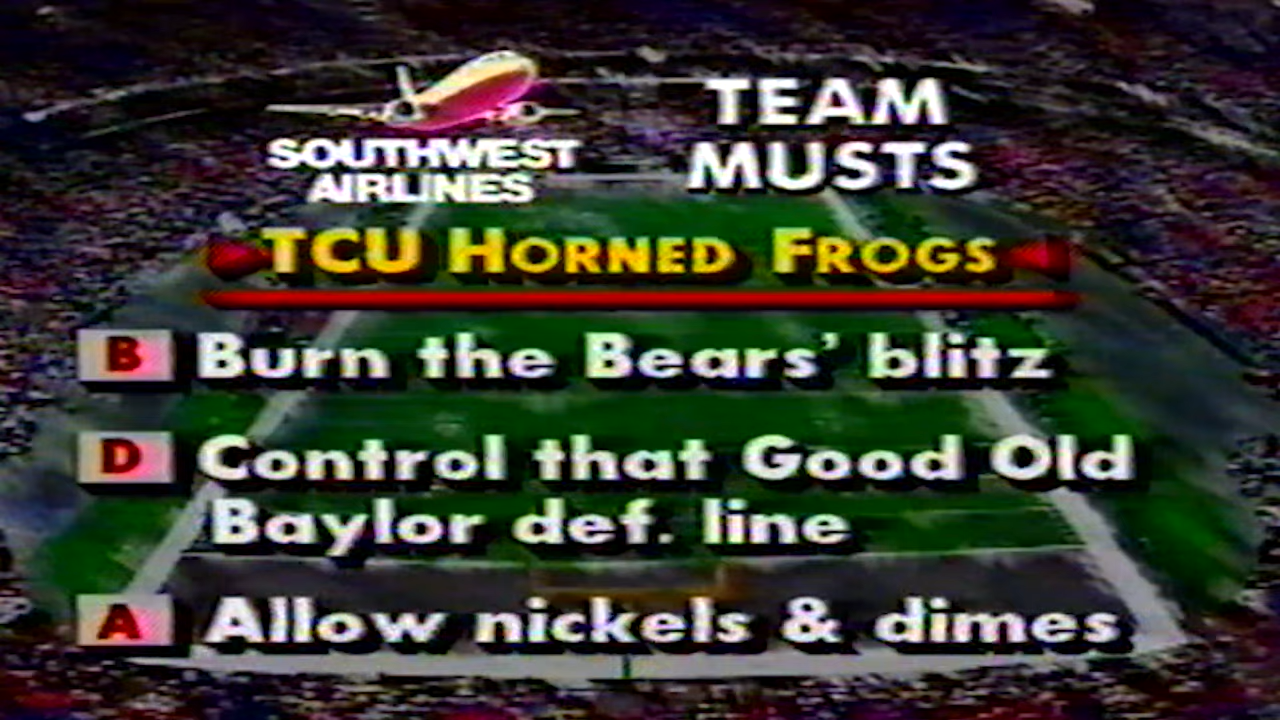 SOUTHWEST
AIRLINES
TEAM
MUSTS
TCU HORNED FROGS
B Burn the Bears' blitz
D Control that Good Old
Baylor def. line
A Allow nickels & dimes